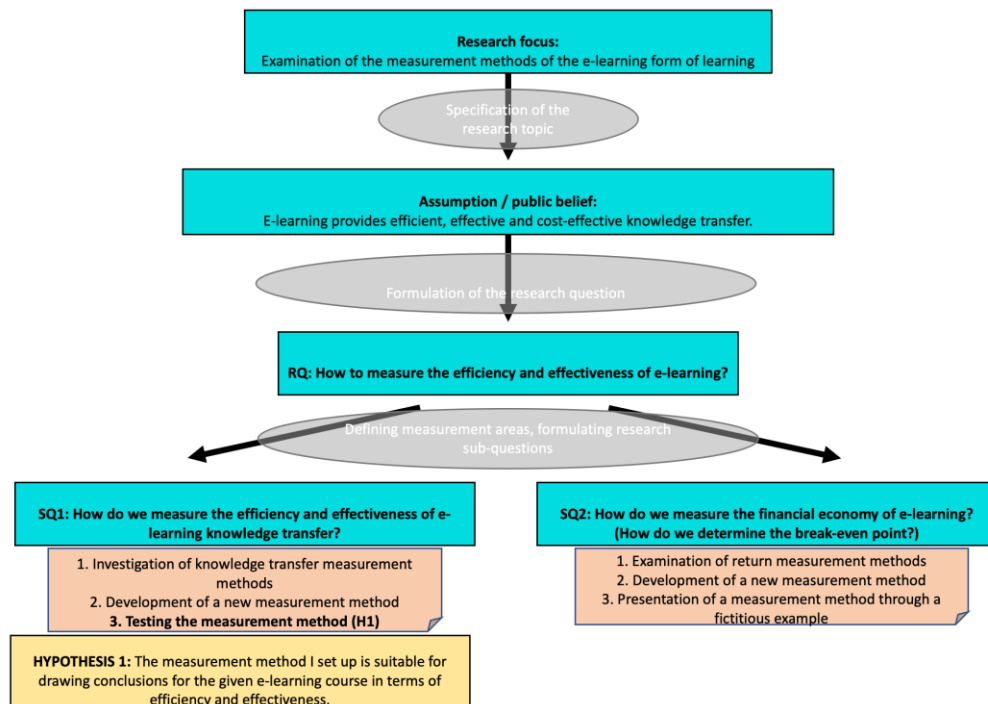 Research focus:
Examination of the measurement methods of the e-learning form of learning
Specification of the
research topic
Assumption / public belief:
E-learning provides efficient, effective and cost-effective knowledge transfer.
Formulation of the research question
RQ: How to measure the efficiency and effectiveness of e-learning?
Defining measurement areas, formulating research
sub-questions
SQ1: How do we measure the efficiency and effectiveness of e-
learning knowledge transfer?
1. Investigation of knowledge transfer measurement
methods
2. Development of a new measurement method
3. Testing the measurement method (H1)
HYPOTHESIS 1: The measurement method I set up is suitable for
drawing conclusions for the given e-learning course in terms of
efficiency and effectiveness.
SQ2: How do we measure the financial economy of e-learning?
(How do we determine the break-even point?)
1. Examination of return measurement methods
2. Development of a new measurement method
3. Presentation of a measurement method through a
fictitious example